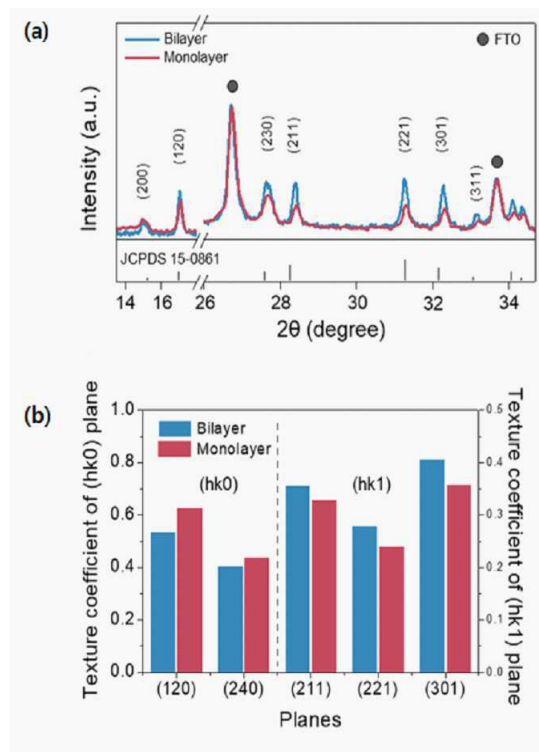 (a)
Bilayer
Monolayer
FTO
Intensity (a.u.)
(200)
(120)
(230)
(211)
(221)
(301)
(311)
JCPDS 15-0861
14 16 26 28 30 32 34
2θ (degree)
(b)
Texture coefficient of (hk0) plane
1.0
0.8
0.6
0.4
0.2
0.0
Bilayer
Monolayer
(hk0)
(hk1)
0.5
0.4
0.3
0.2
0.1
0.0
Texture coefficient of (hk1) plane
(120) (240) (211) (221) (301)
Planes